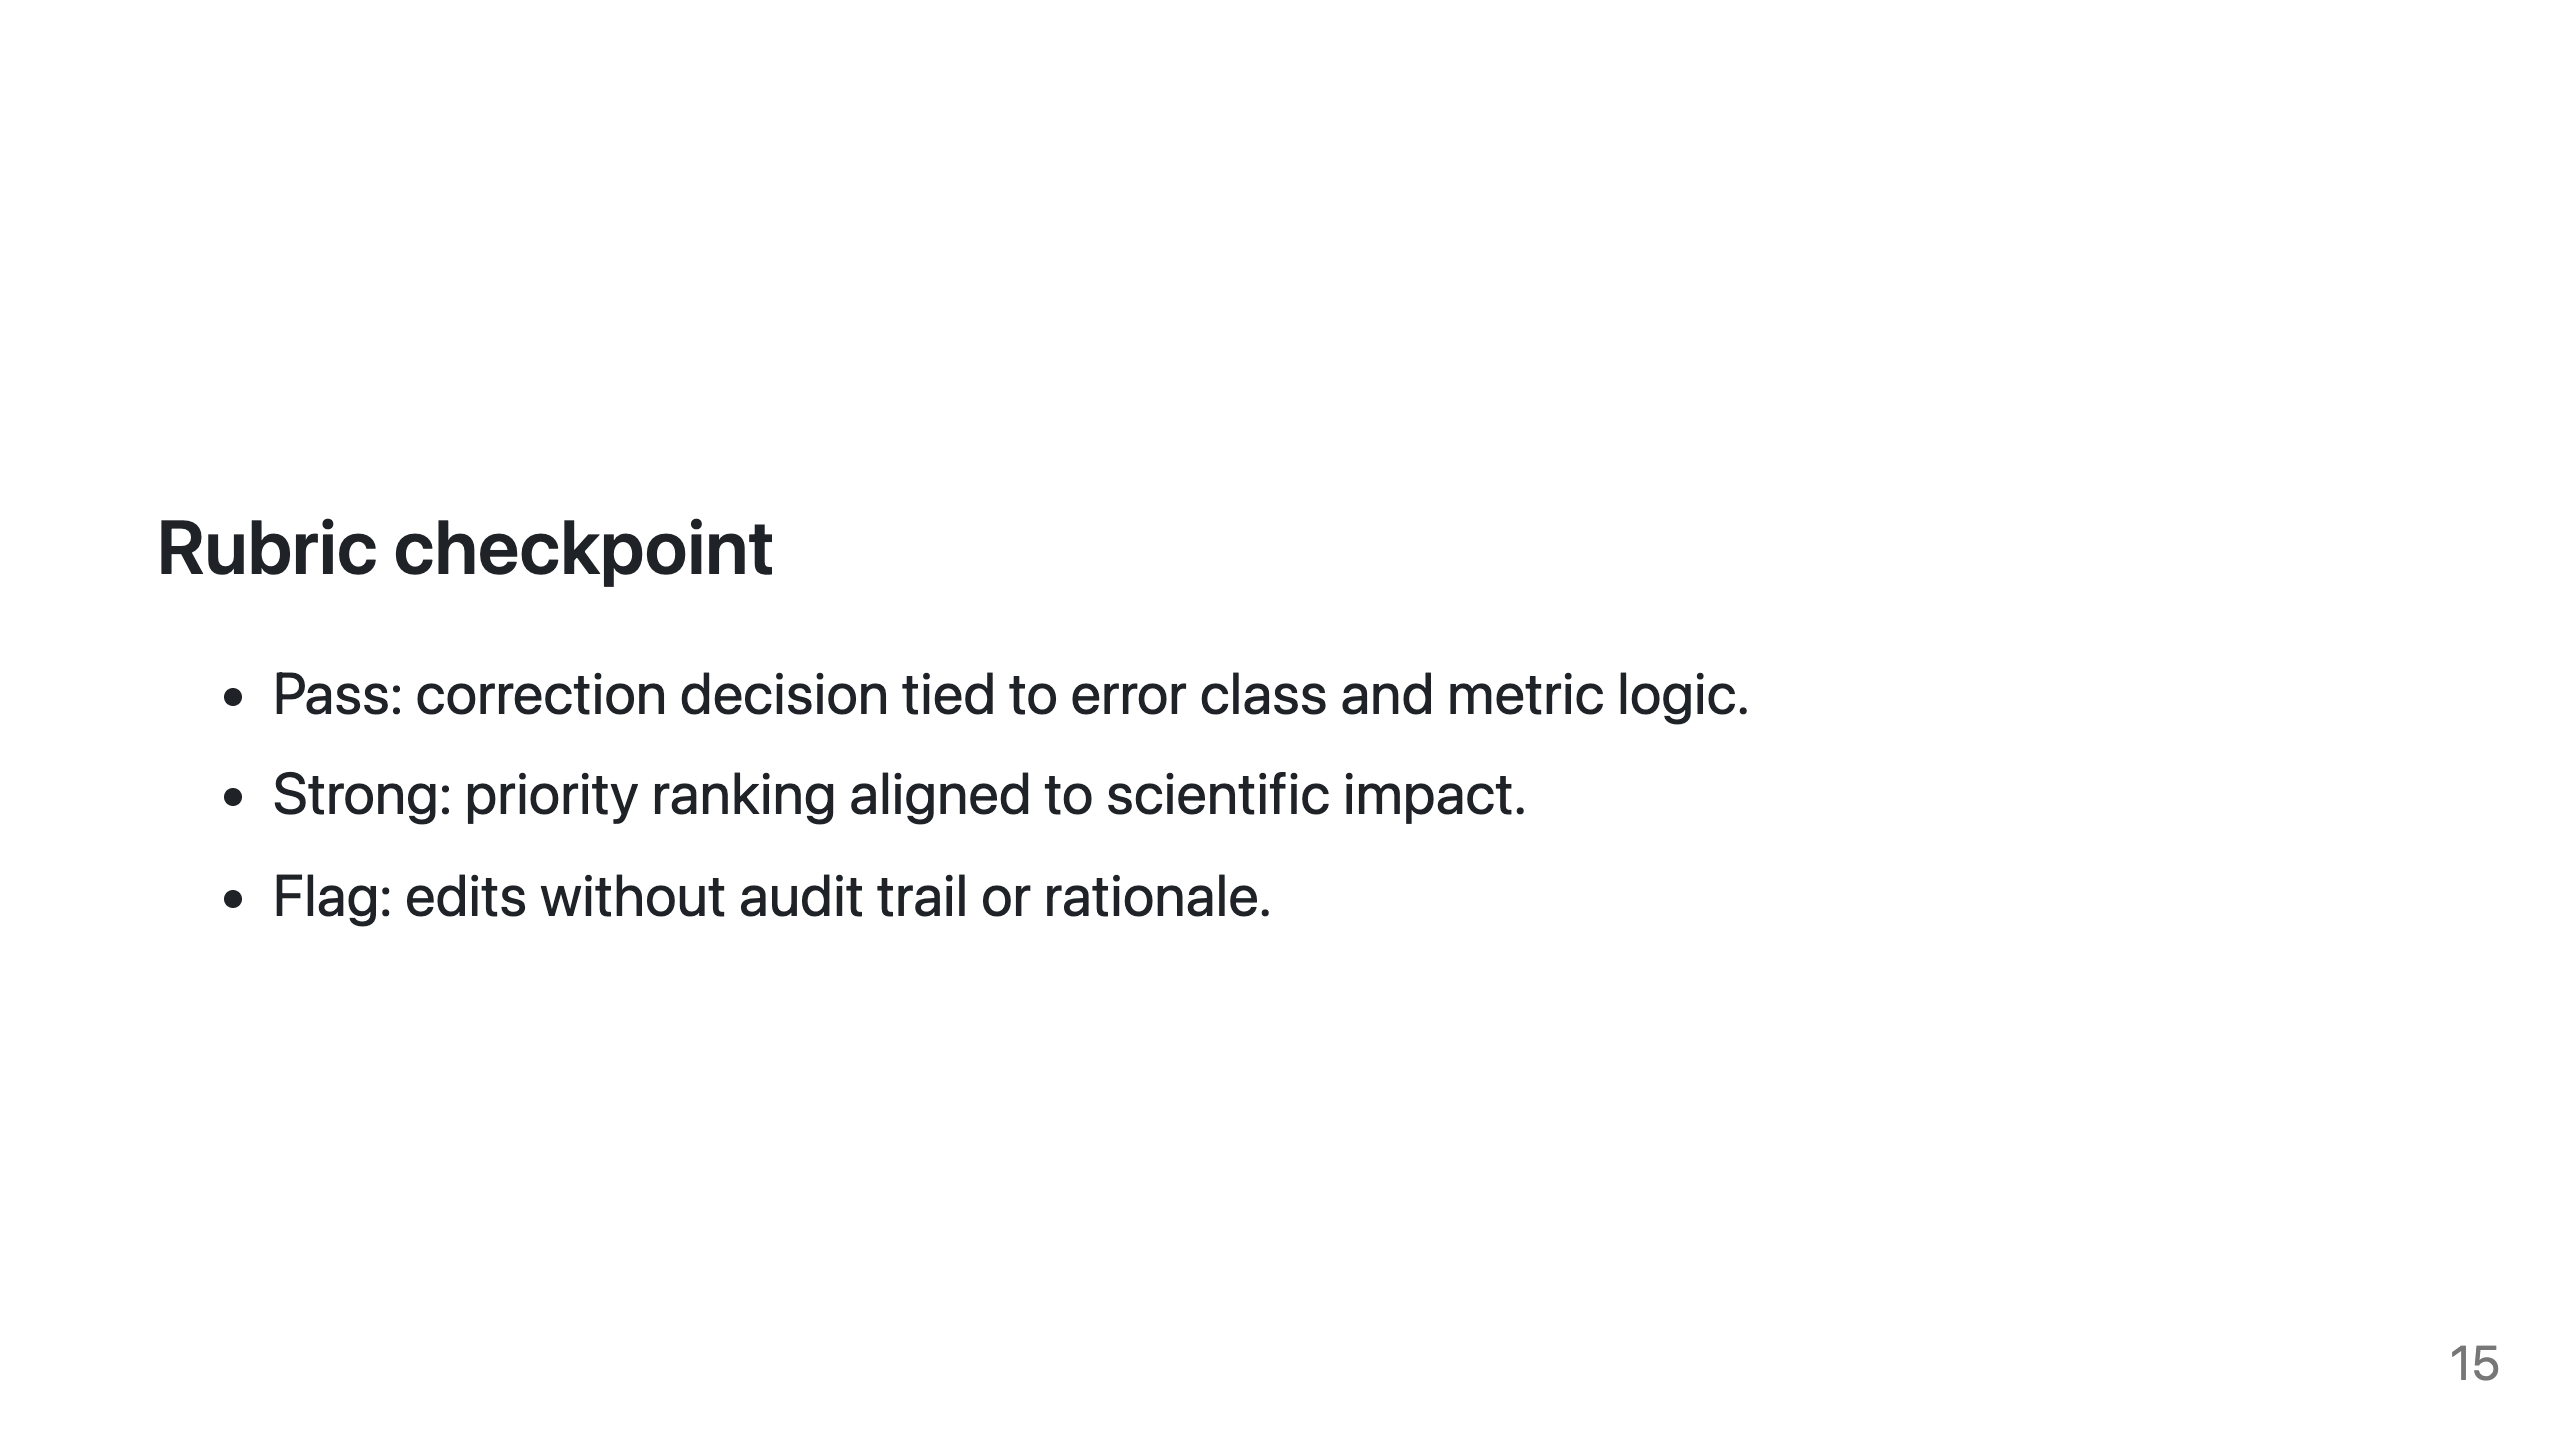 Rubric checkpoint
• Pass: correction decision tied to error class and metric logic.
• Strong: priority ranking aligned to scientific impact.
• Flag: edits without audit trail or rationale.
15